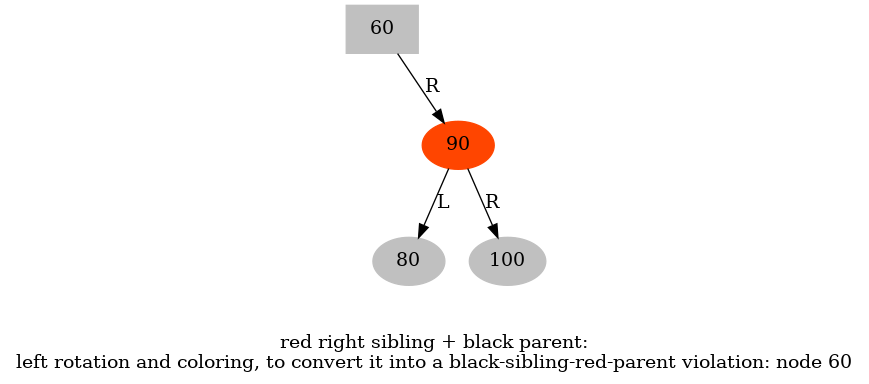 60
R
90
L
R
80
100
red right sibling + black parent:
left rotation and coloring, to convert it into a black-sibling-red-parent violation: node 60